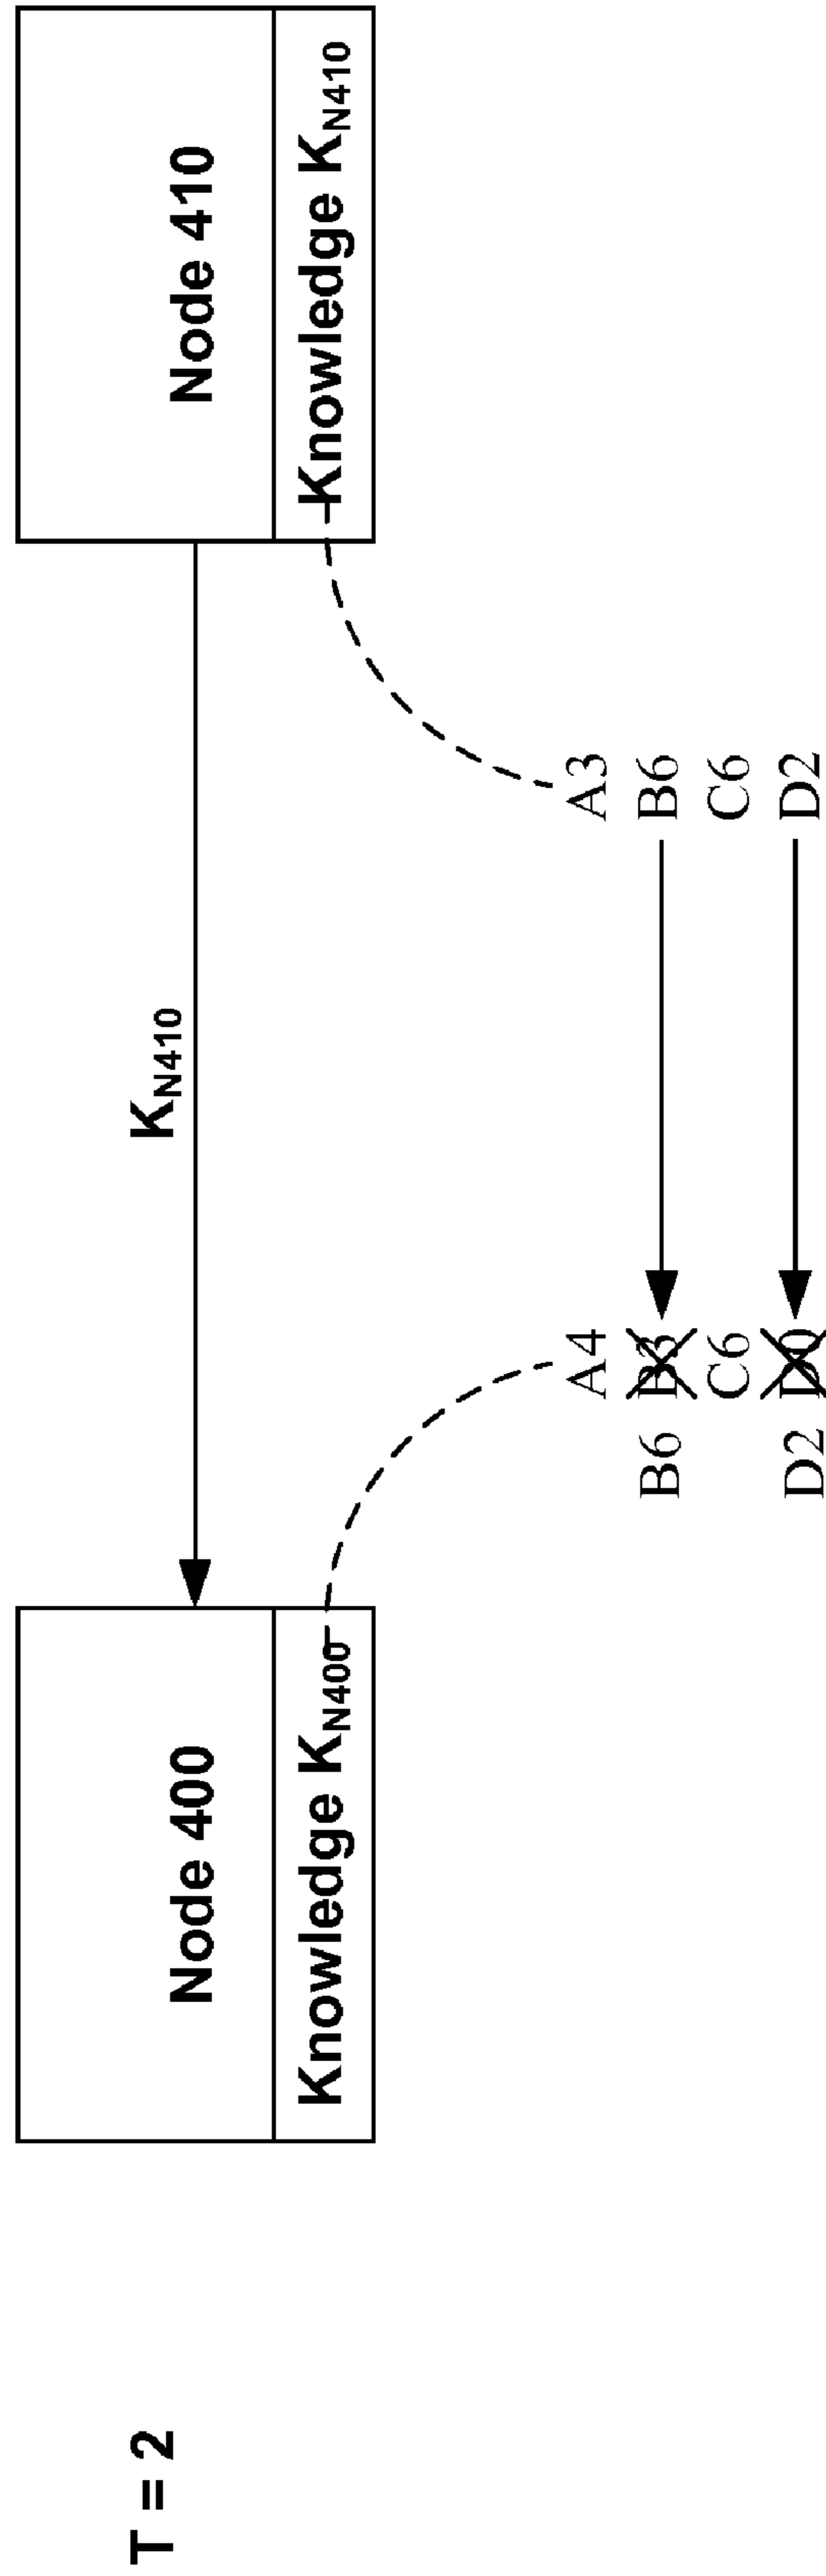 T = 2
K_N410
Node 400
Node 410
Knowledge K_N400
Knowledge K_N410
A4
A3
B6 B3
B6
C6
C6
D2 D0
D2